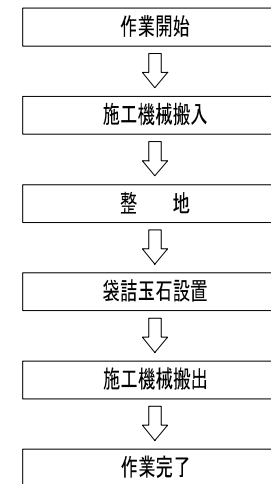 作業開始
施工機械搬入
整　地
袋詰玉石設置
施工機械搬出
作業完了